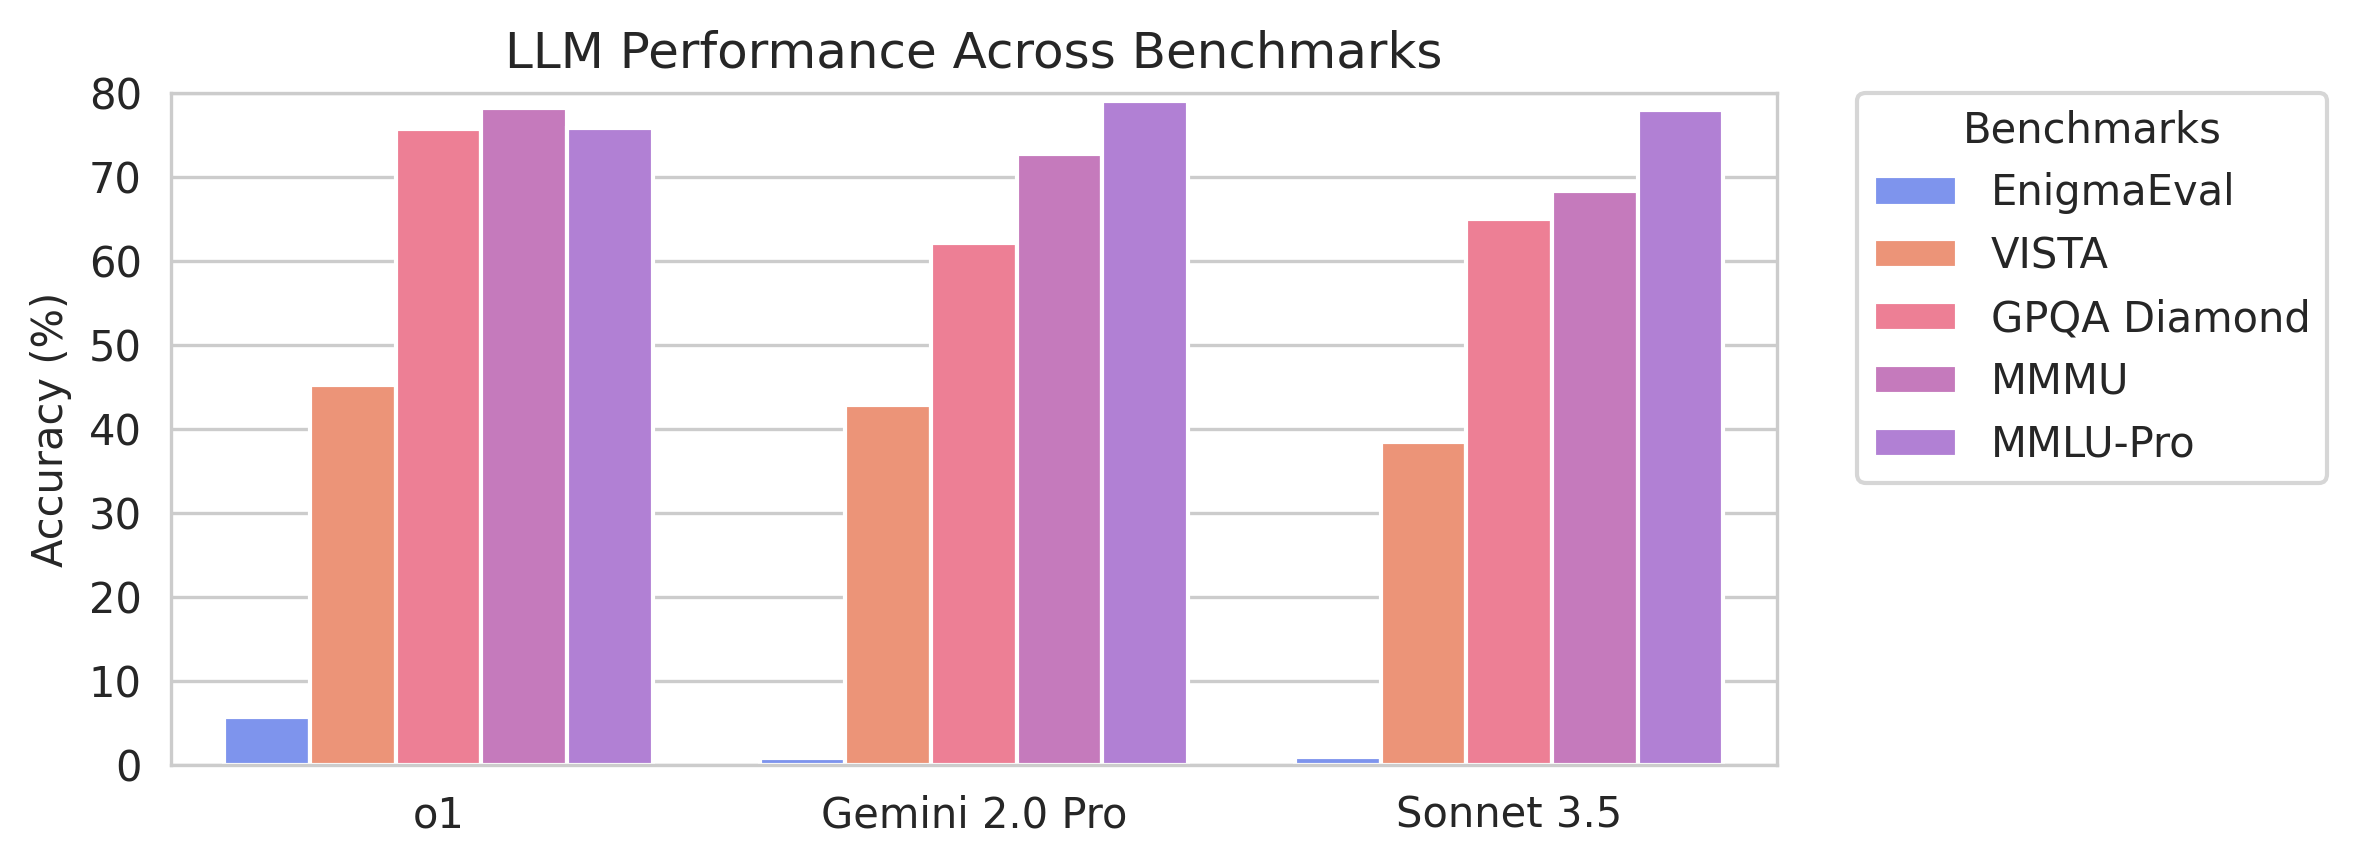 LLM Performance Across Benchmarks
Accuracy (%)
80
70
60
50
40
30
20
10
0
o1
Gemini 2.0 Pro
Sonnet 3.5
Benchmarks
EnigmaEval
VISTA
GPQA Diamond
MMMU
MMLU-Pro